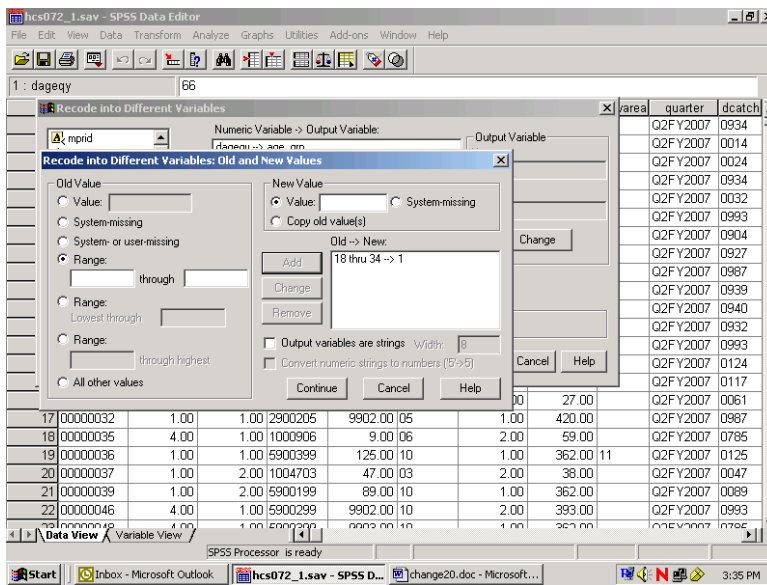 hcs072_1.sav - SPSS Data Editor
File Edit View Data Transform Analyze Graphs Utilities Add-ons Window Help
1 : dageqy 66
Recode into Different Variables
varea quarter dcatch
mprid
Numeric Variable -> Output Variable:
dageqy --> age_grp
Output Variable
Change
Cancel Help
Recode into Different Variables: Old and New Values
Old Value
Value:
System-missing
System- or user-missing
Range:
through
Range:
Lowest through
Range:
through highest
All other values
New Value
Value: System-missing
Copy old value(s)
Old --> New:
18 thru 34 --> 1
Add
Change
Remove
Output variables are strings Width: 8
Convert numeric strings to numbers ('5'->5)
Continue Cancel Help
Q2FY2007 0934
Q2FY2007 0014
Q2FY2007 0024
Q2FY2007 0934
Q2FY2007 0032
Q2FY2007 0993
Q2FY2007 0904
Q2FY2007 0927
Q2FY2007 0987
Q2FY2007 0939
Q2FY2007 0940
Q2FY2007 0932
Q2FY2007 0993
Q2FY2007 0124
Q2FY2007 0117
27.00 Q2FY2007 0061
17 00000032 1.00 1.00 2900205 9902.00 05 1.00 420.00 Q2FY2007 0987
18 00000035 4.00 1.00 1000906 9.00 06 2.00 59.00 Q2FY2007 0785
19 00000036 1.00 1.00 5900399 125.00 10 1.00 362.00 11 Q2FY2007 0125
20 00000037 1.00 2.00 1004703 47.00 03 2.00 38.00 Q2FY2007 0047
21 00000039 1.00 2.00 5900199 89.00 10 1.00 362.00 Q2FY2007 0089
22 00000046 4.00 1.00 5900299 9902.00 10 2.00 393.00 Q2FY2007 0993
Data View Variable View
SPSS Processor is ready
Start Inbox - Microsoft Outlook hcs072_1.sav - SPSS D... change20.doc - Microsoft... 3:35 PM